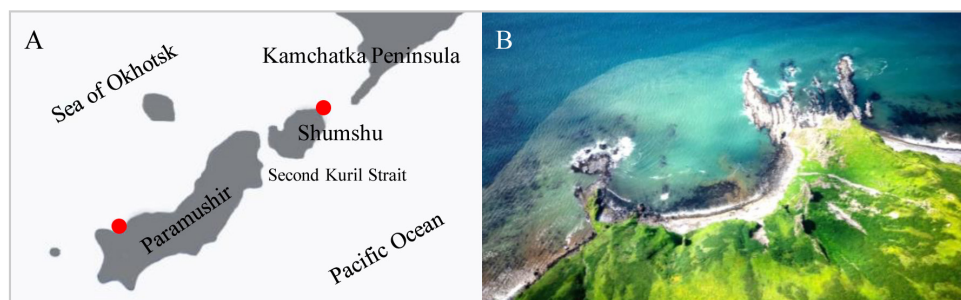 A
Kamchatka Peninsula
Sea of Okhotsk
Shumshu
Second Kuril Strait
Paramushir
Pacific Ocean
B